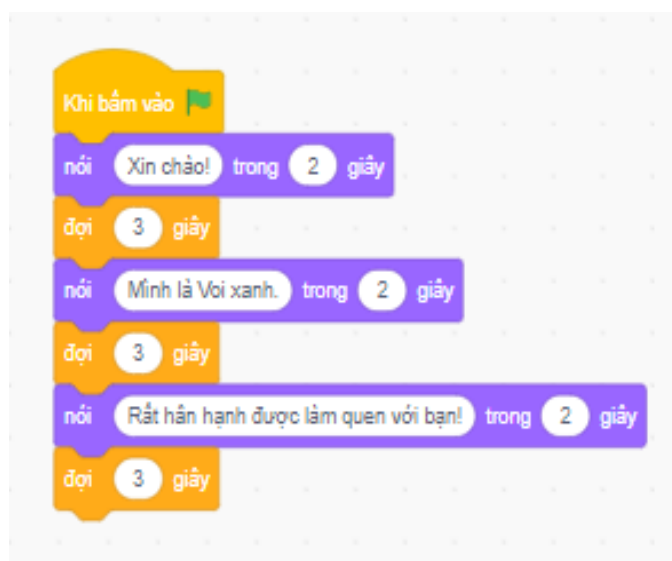 Khi bấm vào
nói Xin chào! trong 2 giây
đợi 3 giây
nói Mình là Voi xanh. trong 2 giây
đợi 3 giây
nói Rất hân hạnh được làm quen với bạn! trong 2 giây
đợi 3 giây